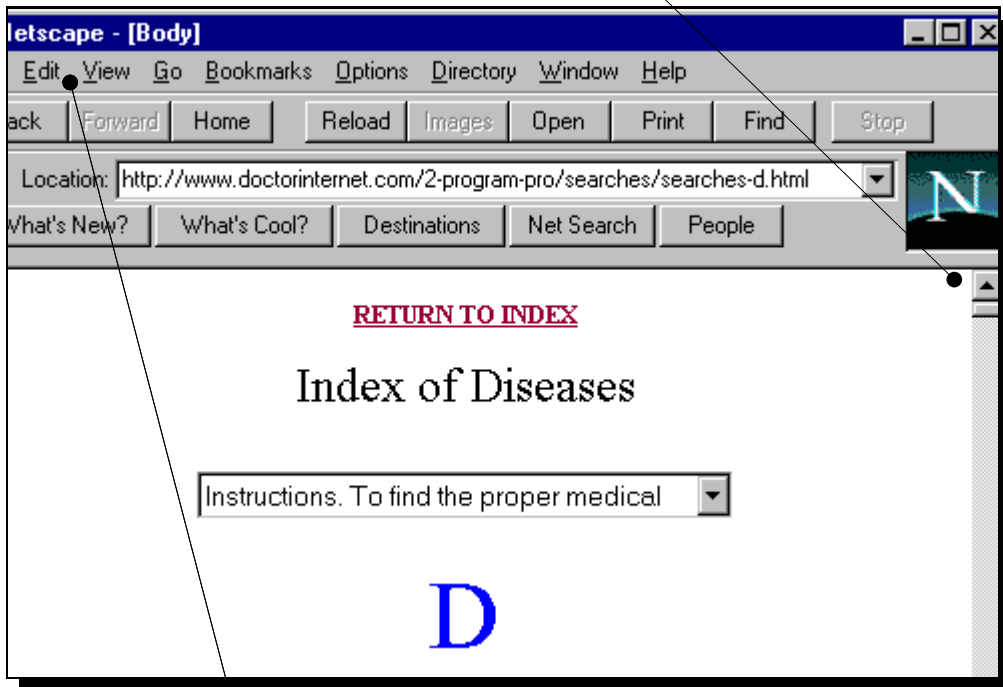 letscape - [Body]
Edit View Go Bookmarks Options Directory Window Help
ack Forward Home Reload Images Open Print Find Stop
Location: http://www.doctorinternet.com/2-program-pro/searches/searches-d.html
What's New? What's Cool? Destinations Net Search People
N
RETURN TO INDEX
Index of Diseases
Instructions. To find the proper medical
D